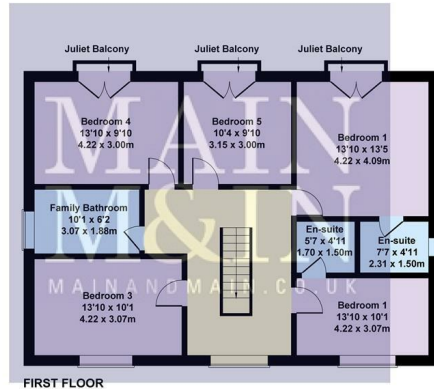 Juliet Balcony
Juliet Balcony
Juliet Balcony
Bedroom 4
13'10 x 9'10
4.22 x 3.00m
Bedroom 5
10'4 x 9'10
3.15 x 3.00m
Bedroom 1
13'10 x 13'5
4.22 x 4.09m
MAIN
M&IN
MAINANDMAIN.CO.UK
Family Bathroom
10'1 x 6'2
3.07 x 1.88m
En-suite
5'7 x 4'11
1.70 x 1.50m
En-suite
7'7 x 4'11
2.31 x 1.50m
Bedroom 3
13'10 x 10'1
4.22 x 3.07m
Bedroom 1
13'10 x 10'1
4.22 x 3.07m
FIRST FLOOR